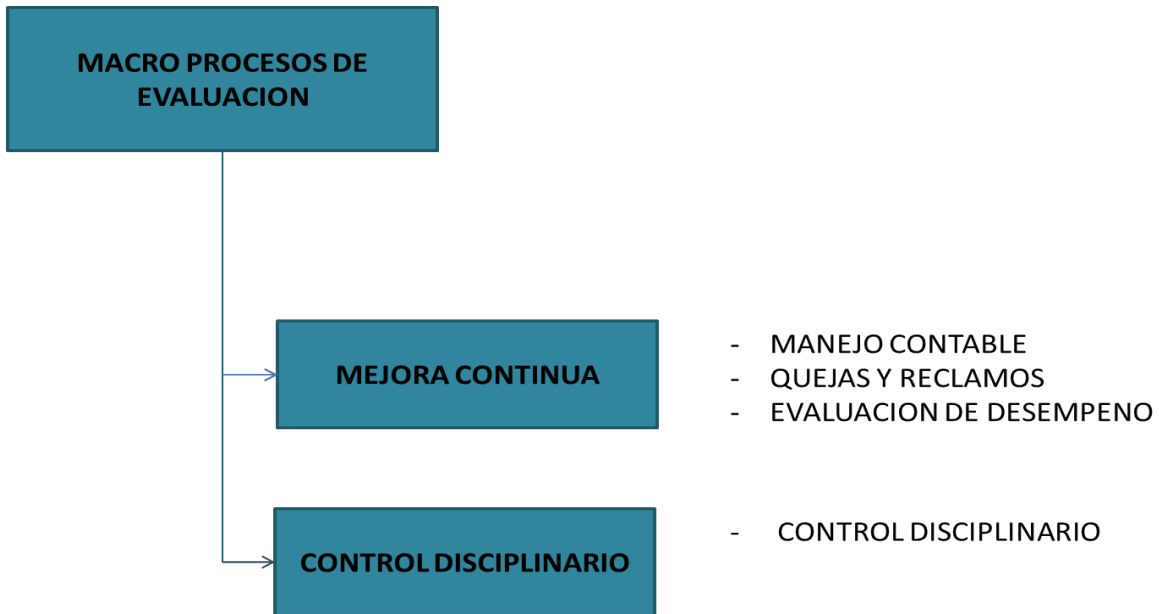 MACRO PROCESOS DE
EVALUACION
MEJORA CONTINUA
- MANEJO CONTABLE
- QUEJAS Y RECLAMOS
- EVALUACION DE DESEMPENO
CONTROL DISCIPLINARIO
- CONTROL DISCIPLINARIO